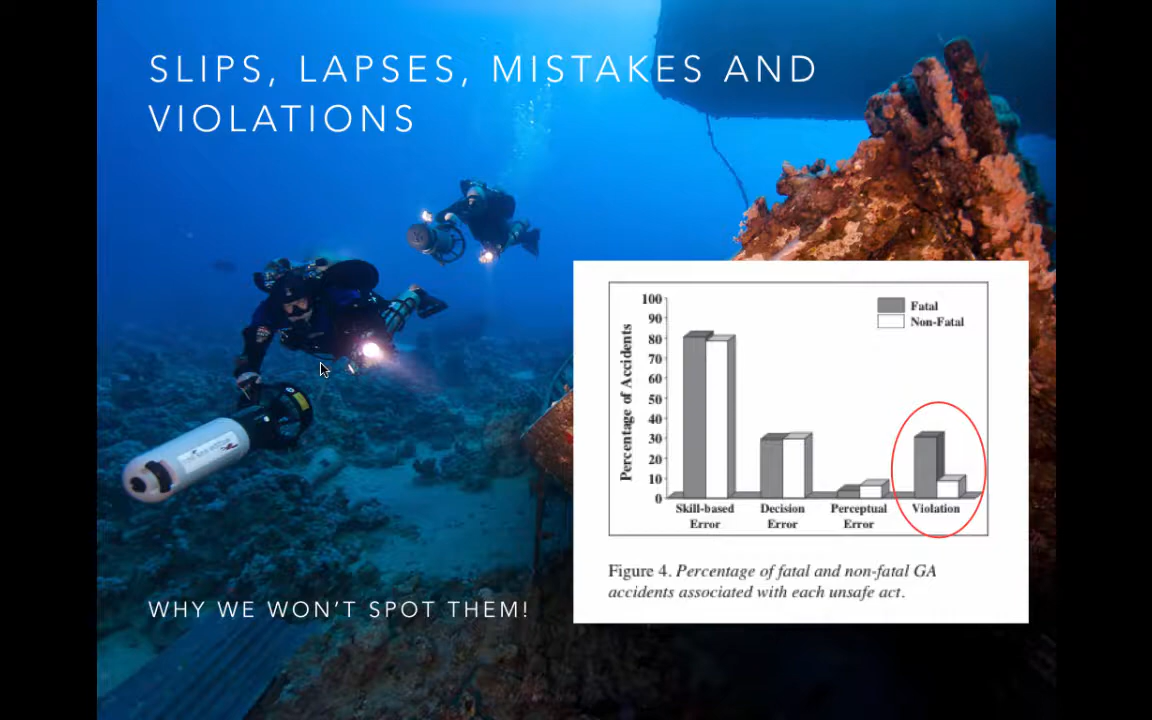 SLIPS, LAPSES, MISTAKES AND
VIOLATIONS
100
90
80
70
60
50
40
30
20
10
0
Percentage of Accidents
Fatal
Non-Fatal
Skill-based
Error
Decision
Error
Perceptual
Error
Violation
Figure 4. Percentage of fatal and non-fatal GA
accidents associated with each unsafe act.
WHY WE WON'T SPOT THEM!